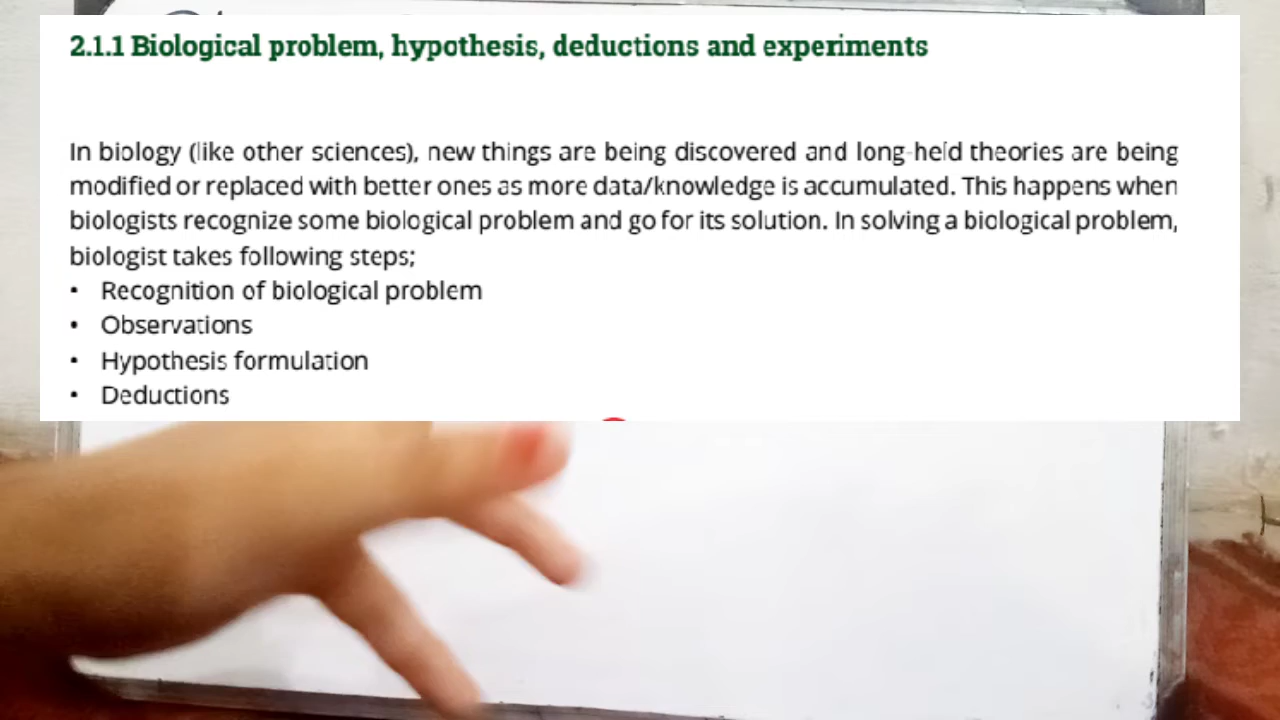 2.1.1 Biological problem, hypothesis, deductions and experiments
In biology (like other sciences), new things are being discovered and long-held theories are being
modified or replaced with better ones as more data/knowledge is accumulated. This happens when
biologists recognize some biological problem and go for its solution. In solving a biological problem,
biologist takes following steps;
• Recognition of biological problem
• Observations
• Hypothesis formulation
• Deductions